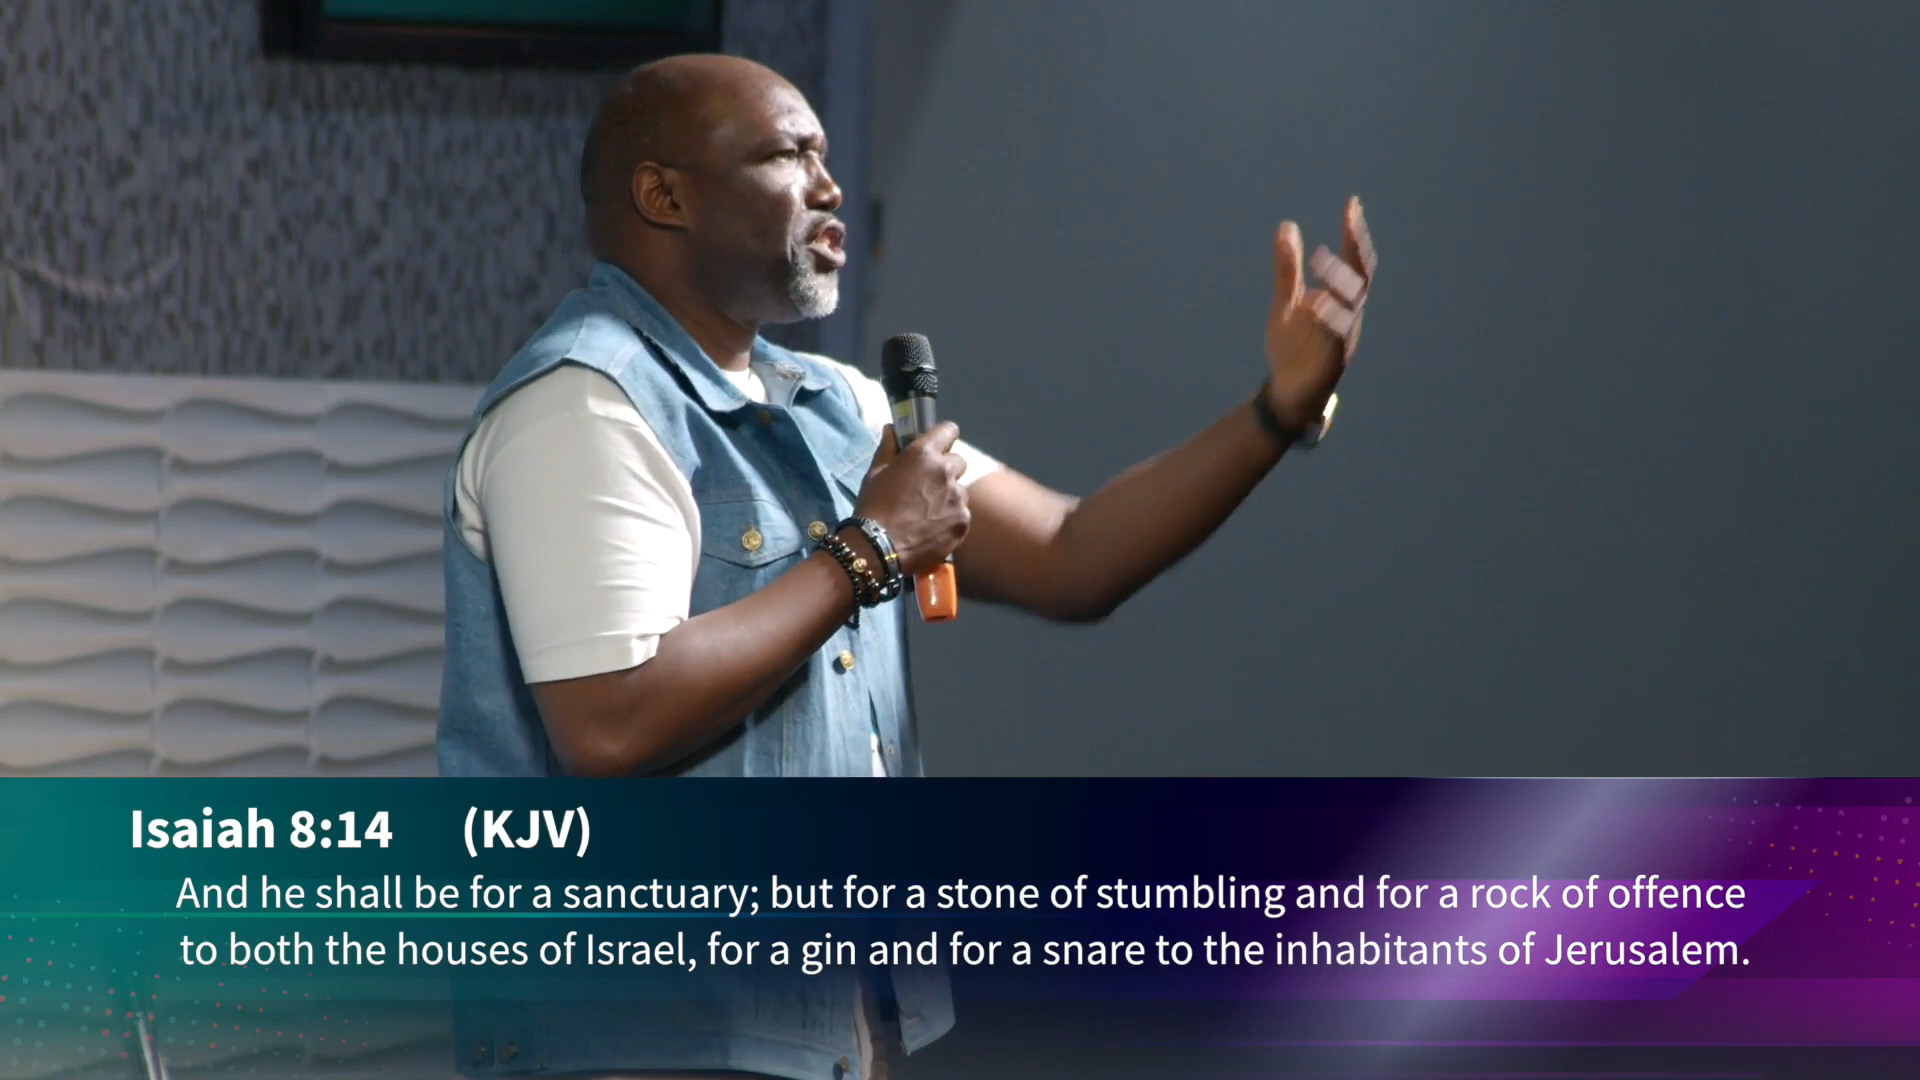 Isaiah 8:14 (KJV)
And he shall be for a sanctuary; but for a stone of stumbling and for a rock of offence
to both the houses of Israel, for a gin and for a snare to the inhabitants of Jerusalem.